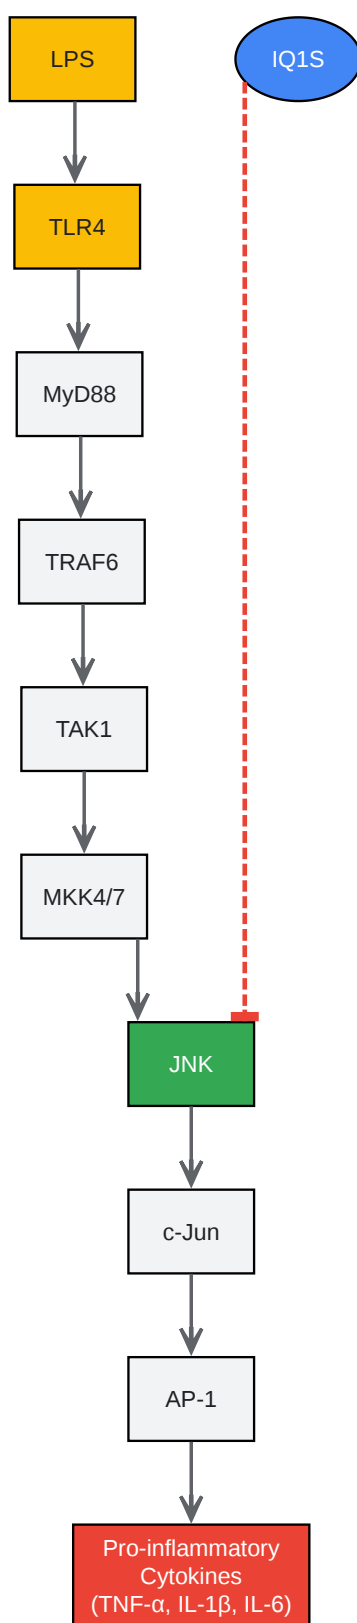 LPS
IQ1S
TLR4
MyD88
TRAF6
TAK1
MKK4/7
JNK
c-Jun
AP-1
Pro-inflammatory
Cytokines
(TNF-α, IL-1β, IL-6)